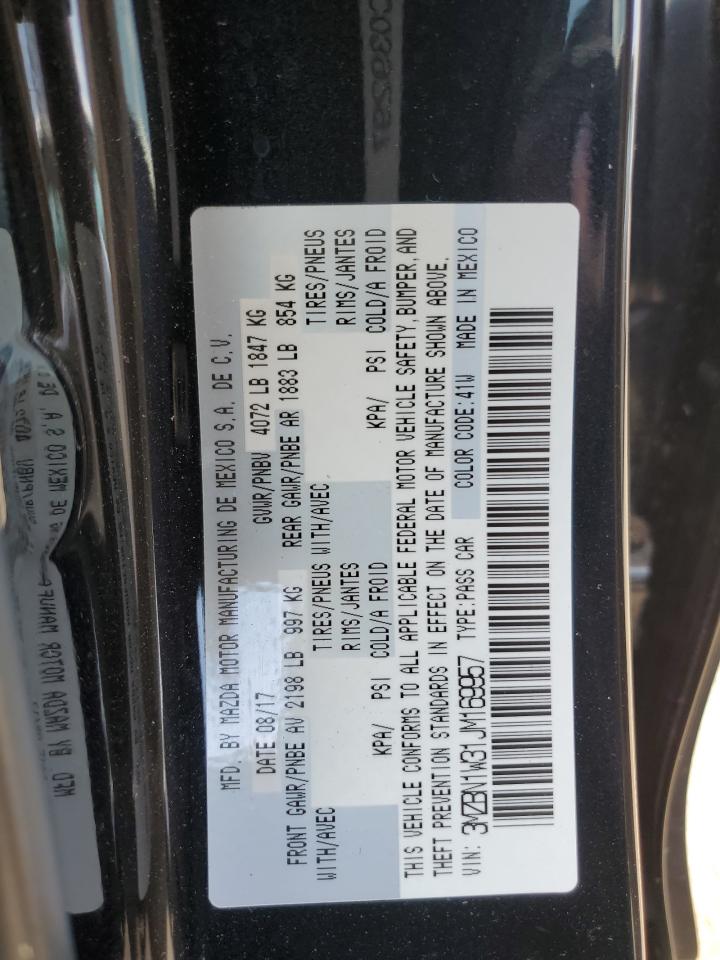 MFD. BY MAZDA MOTOR MANUFACTURING DE MEXICO S.A. DE C.V.
DATE 08/17 GVWR/PNBV 4072 LB 1847 KG
FRONT GAWR/PNBE AV 2198 LB 997 KG REAR GAWR/PNBE AR 1883 LB 854 KG
WITH/AVEC TIRES/PNEUS WITH/AVEC TIRES/PNEUS
RIMS/JANTES RIMS/JANTES
KPA/ PSI COLD/A FROID KPA/ PSI COLD/A FROID
THIS VEHICLE CONFORMS TO ALL APPLICABLE FEDERAL MOTOR VEHICLE SAFETY, BUMPER, AND
THEFT PREVENTION STANDARDS IN EFFECT ON THE DATE OF MANUFACTURE SHOWN ABOVE.
VIN: 3MZBN1W31JM169967 TYPE:PASS CAR COLOR CODE:41W MADE IN MEXICO